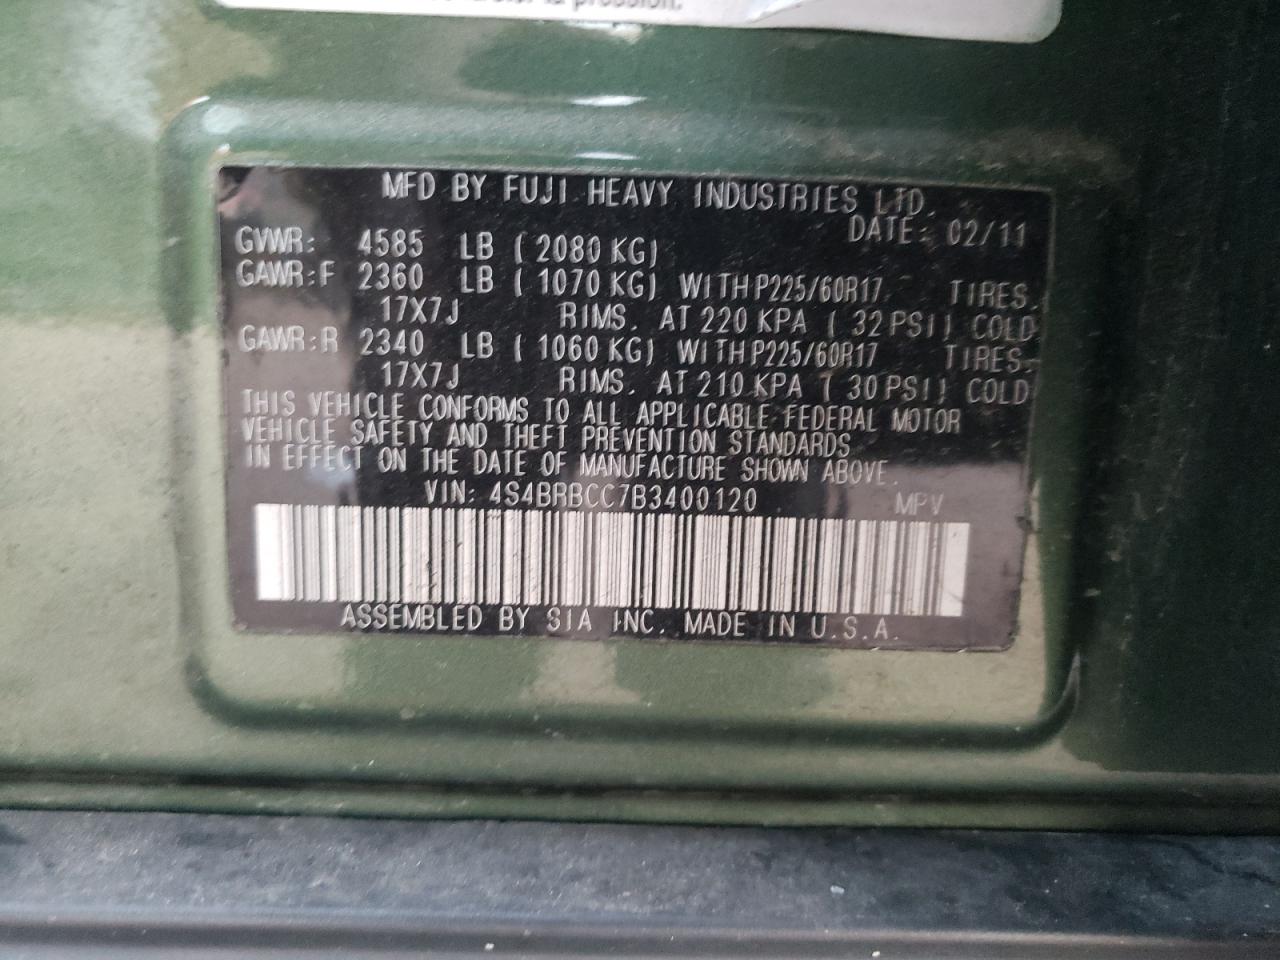 la pression.
MFD BY FUJI HEAVY INDUSTRIES LTD.
DATE: 02/11
GVWR: 4585 LB ( 2080 KG)
GAWR:F 2360 LB ( 1070 KG) WITH P225/60R17 TIRES.
17X7J RIMS. AT 220 KPA ( 32 PSI) COLD
GAWR:R 2340 LB ( 1060 KG) WITH P225/60R17 TIRES.
17X7J RIMS. AT 210 KPA ( 30 PSI) COLD
THIS VEHICLE CONFORMS TO ALL APPLICABLE FEDERAL MOTOR
VEHICLE SAFETY AND THEFT PREVENTION STANDARDS
IN EFFECT ON THE DATE OF MANUFACTURE SHOWN ABOVE.
VIN: 4S4BRBCC7B3400120 MPV
ASSEMBLED BY SIA INC. MADE IN U.S.A.